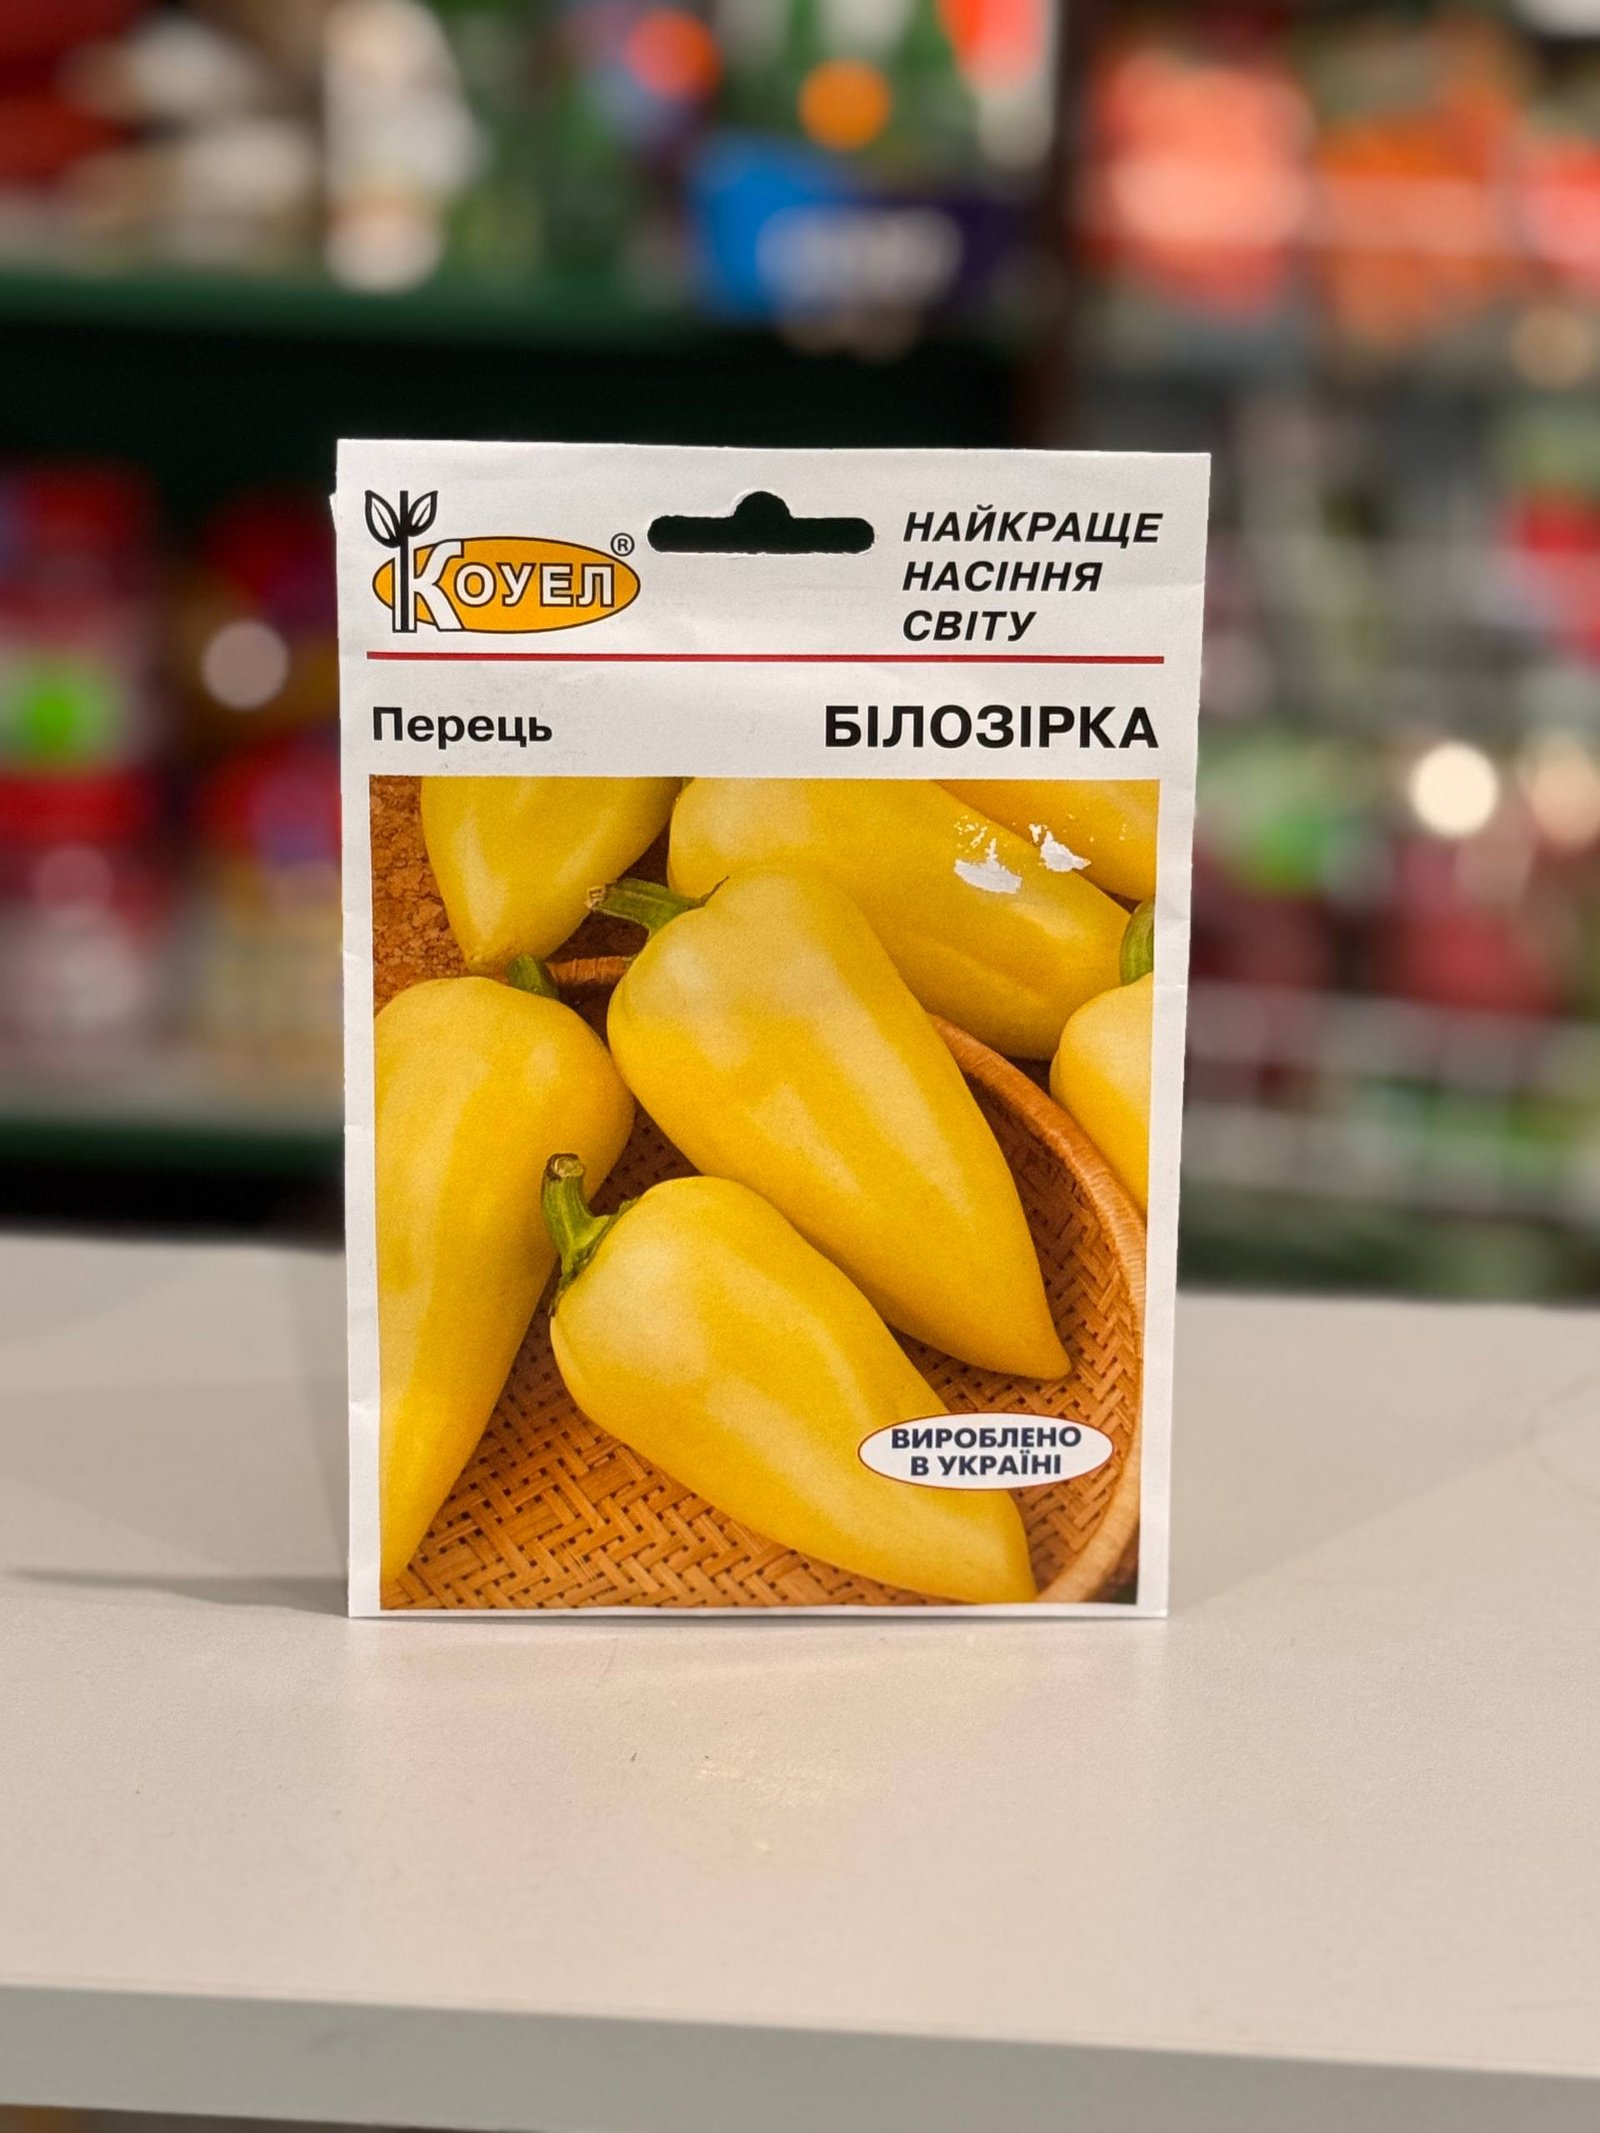 КОУЕЛ®
НАЙКРАЩЕ
НАСІННЯ
СВІТУ
Перець
БІЛОЗІРКА
ВИРОБЛЕНО
В УКРАЇНІ